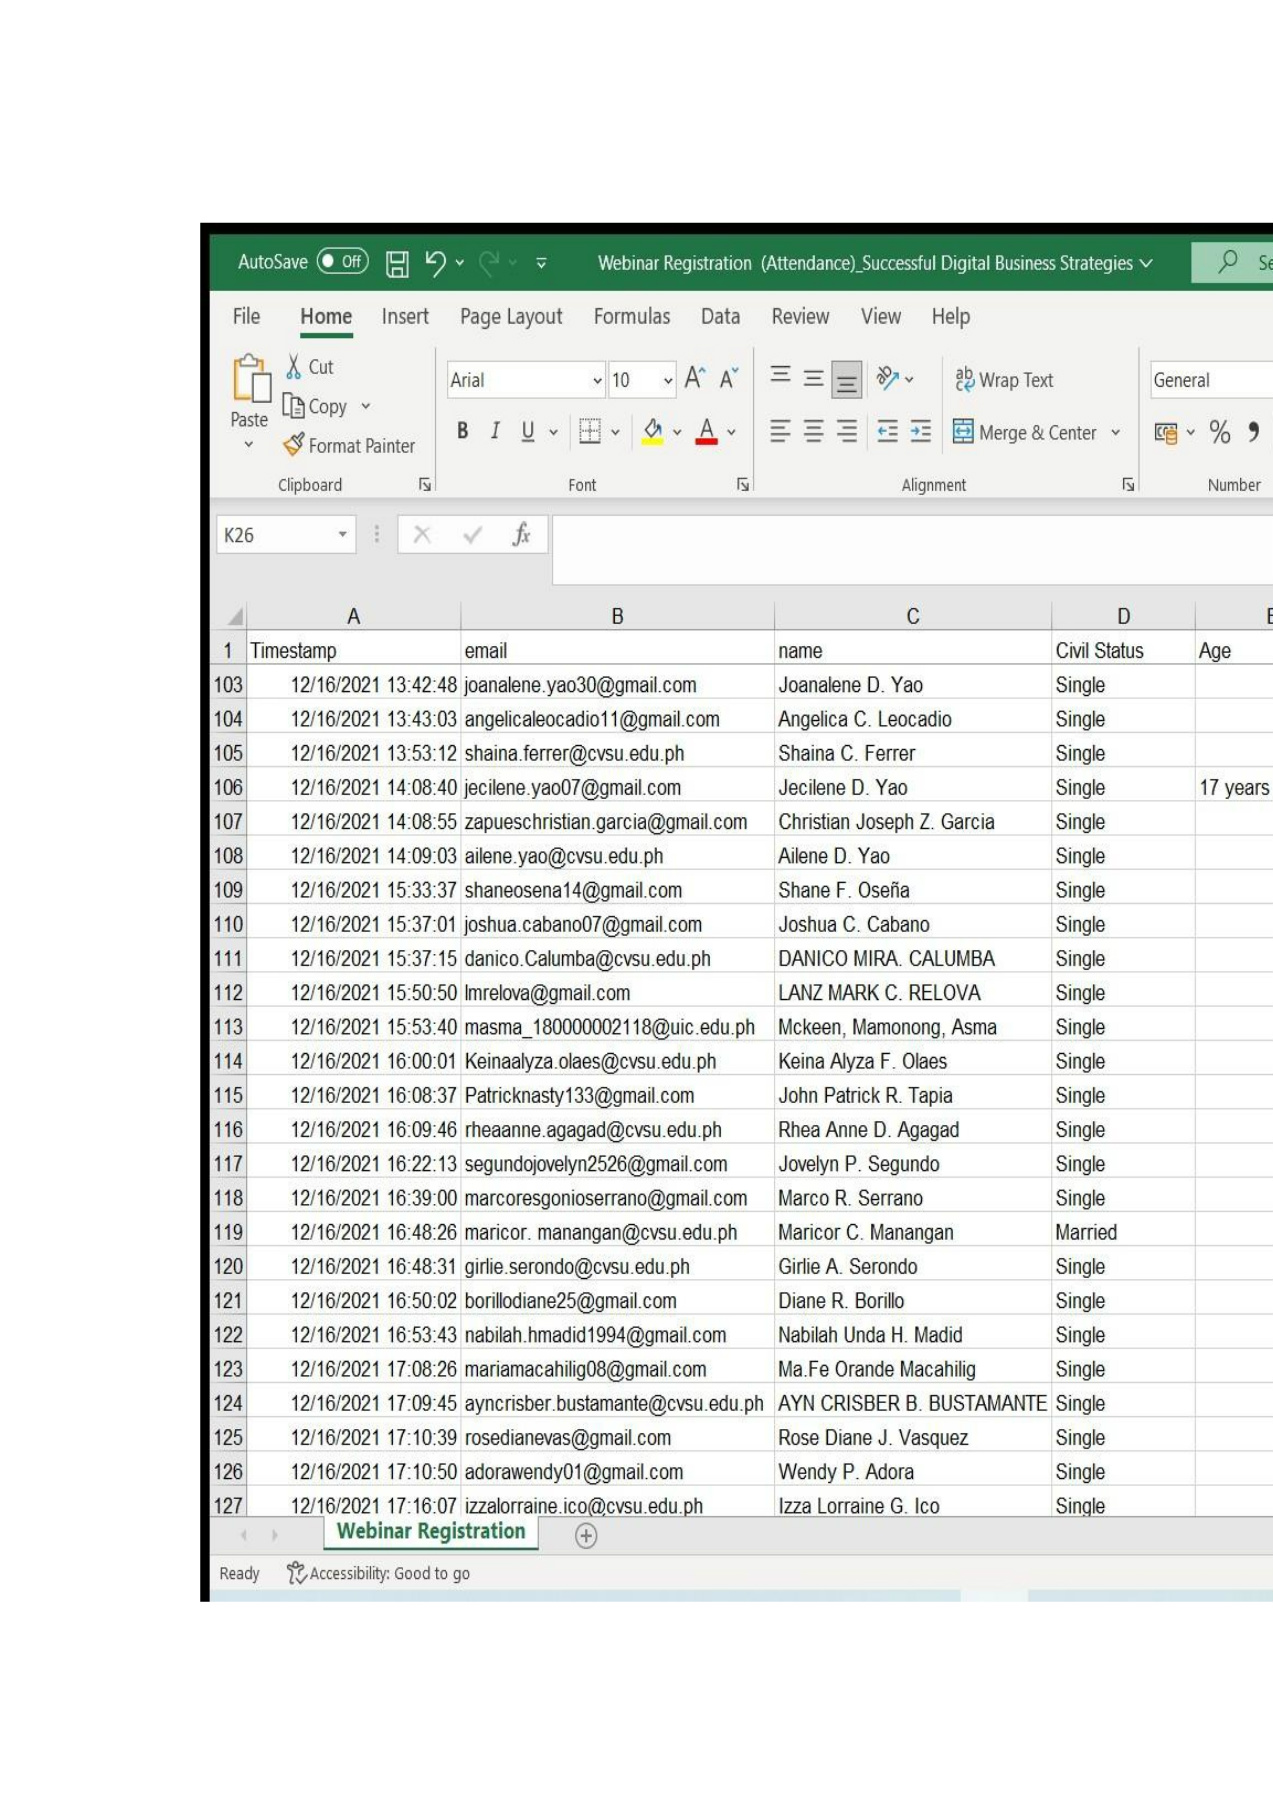 AutoSave Off Webinar Registration (Attendance)_Successful Digital Business Strategies
File Home Insert Page Layout Formulas Data Review View Help
Cut
Copy
Format Painter
Paste
Arial 10
B I U
Wrap Text
Merge & Center
General
Clipboard Font Alignment Number
K26 fx
A B C D
1 Timestamp email name Civil Status Age
103 12/16/2021 13:42:48 joanalene.yao30@gmail.com Joanalene D. Yao Single
104 12/16/2021 13:43:03 angelicaleocadio11@gmail.com Angelica C. Leocadio Single
105 12/16/2021 13:53:12 shaina.ferrer@cvsu.edu.ph Shaina C. Ferrer Single
106 12/16/2021 14:08:40 jecilene.yao07@gmail.com Jecilene D. Yao Single 17 years
107 12/16/2021 14:08:55 zapueschristian.garcia@gmail.com Christian Joseph Z. Garcia Single
108 12/16/2021 14:09:03 ailene.yao@cvsu.edu.ph Ailene D. Yao Single
109 12/16/2021 15:33:37 shaneosena14@gmail.com Shane F. Oseña Single
110 12/16/2021 15:37:01 joshua.cabano07@gmail.com Joshua C. Cabano Single
111 12/16/2021 15:37:15 danico.Calumba@cvsu.edu.ph DANICO MIRA. CALUMBA Single
112 12/16/2021 15:50:50 lmrelova@gmail.com LANZ MARK C. RELOVA Single
113 12/16/2021 15:53:40 masma_180000002118@uic.edu.ph Mckeen, Mamonong, Asma Single
114 12/16/2021 16:00:01 Keinaalyza.olaes@cvsu.edu.ph Keina Alyza F. Olaes Single
115 12/16/2021 16:08:37 Patricknasty133@gmail.com John Patrick R. Tapia Single
116 12/16/2021 16:09:46 rheaanne.agagad@cvsu.edu.ph Rhea Anne D. Agagad Single
117 12/16/2021 16:22:13 segundojovelyn2526@gmail.com Jovelyn P. Segundo Single
118 12/16/2021 16:39:00 marcoresgonioserrano@gmail.com Marco R. Serrano Single
119 12/16/2021 16:48:26 maricor. manangan@cvsu.edu.ph Maricor C. Manangan Married
120 12/16/2021 16:48:31 girlie.serondo@cvsu.edu.ph Girlie A. Serondo Single
121 12/16/2021 16:50:02 borillodiane25@gmail.com Diane R. Borillo Single
122 12/16/2021 16:53:43 nabilah.hmadid1994@gmail.com Nabilah Unda H. Madid Single
123 12/16/2021 17:08:26 mariamacahilig08@gmail.com Ma.Fe Orande Macahilig Single
124 12/16/2021 17:09:45 ayncrisber.bustamante@cvsu.edu.ph AYN CRISBER B. BUSTAMANTE Single
125 12/16/2021 17:10:39 rosedianevas@gmail.com Rose Diane J. Vasquez Single
126 12/16/2021 17:10:50 adorawendy01@gmail.com Wendy P. Adora Single
127 12/16/2021 17:16:07 izzalorraine.ico@cvsu.edu.ph Izza Lorraine G. Ico Single
Webinar Registration
Ready Accessibility: Good to go